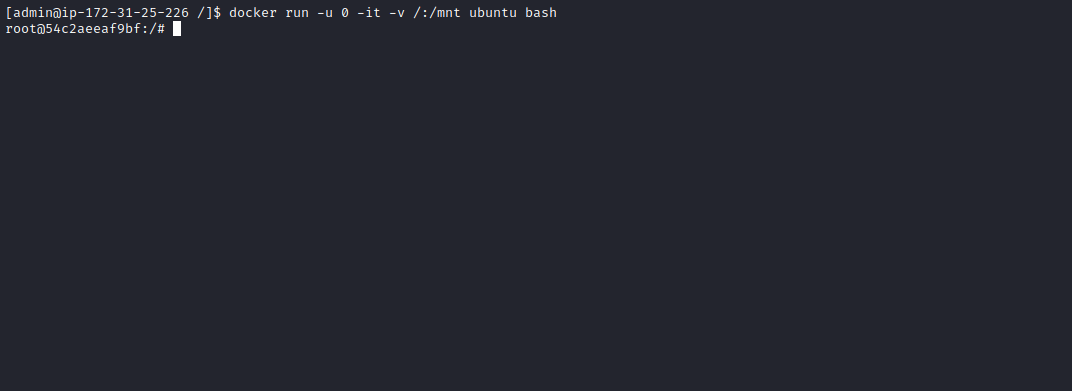 [admin@ip-172-31-25-226 /]$ docker run -u 0 -it -v /:/mnt ubuntu bash
root@54c2aeeaf9bf:/#